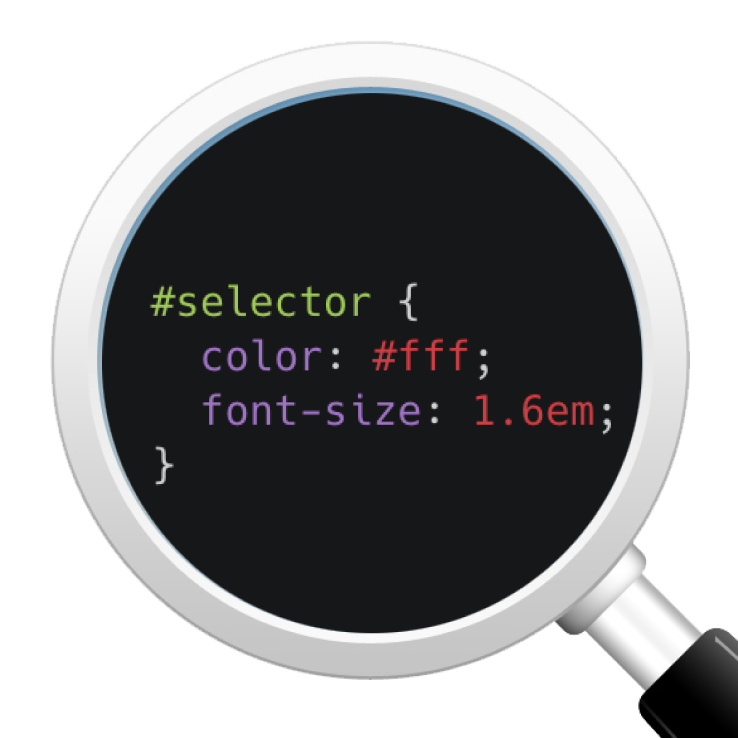 #selector {
  color: #fff;
  font-size: 1.6em;
}